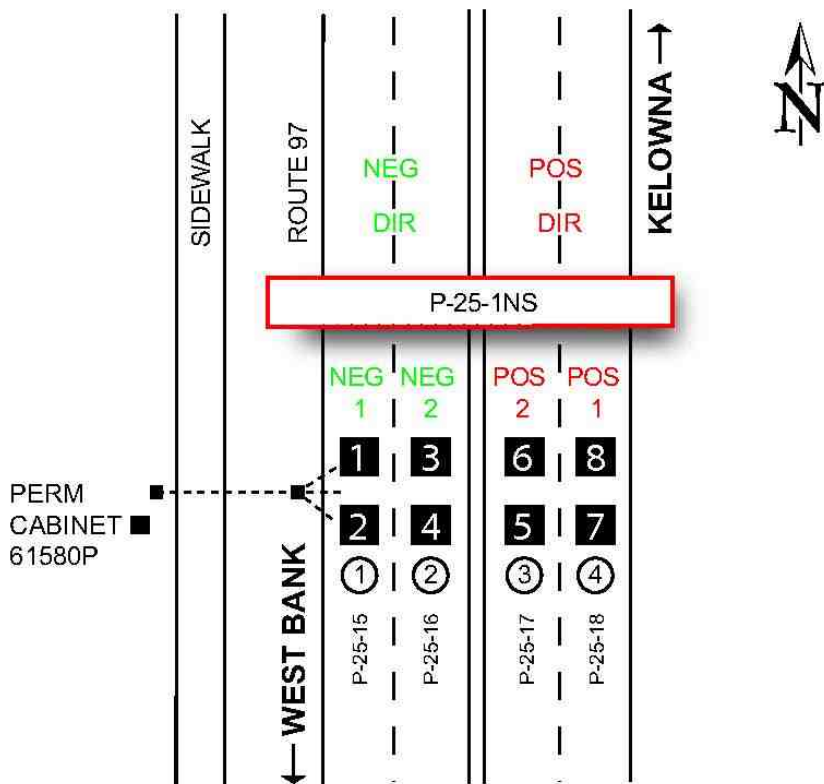 SIDEWALK
ROUTE 97
NEG
DIR
POS
DIR
KELOWNA
N
P-25-1NS
NEG
1
NEG
2
POS
2
POS
1
1
3
6
8
2
4
5
7
1
2
3
4
PERM
CABINET
61580P
WEST BANK
P-25-15
P-25-16
P-25-17
P-25-18